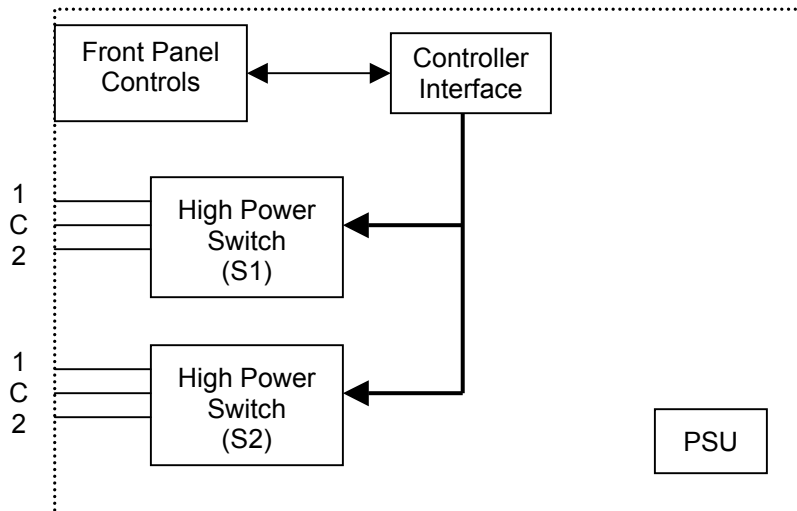 Front Panel
Controls
Controller
Interface
1
C
2
High Power
Switch
(S1)
1
C
2
High Power
Switch
(S2)
PSU